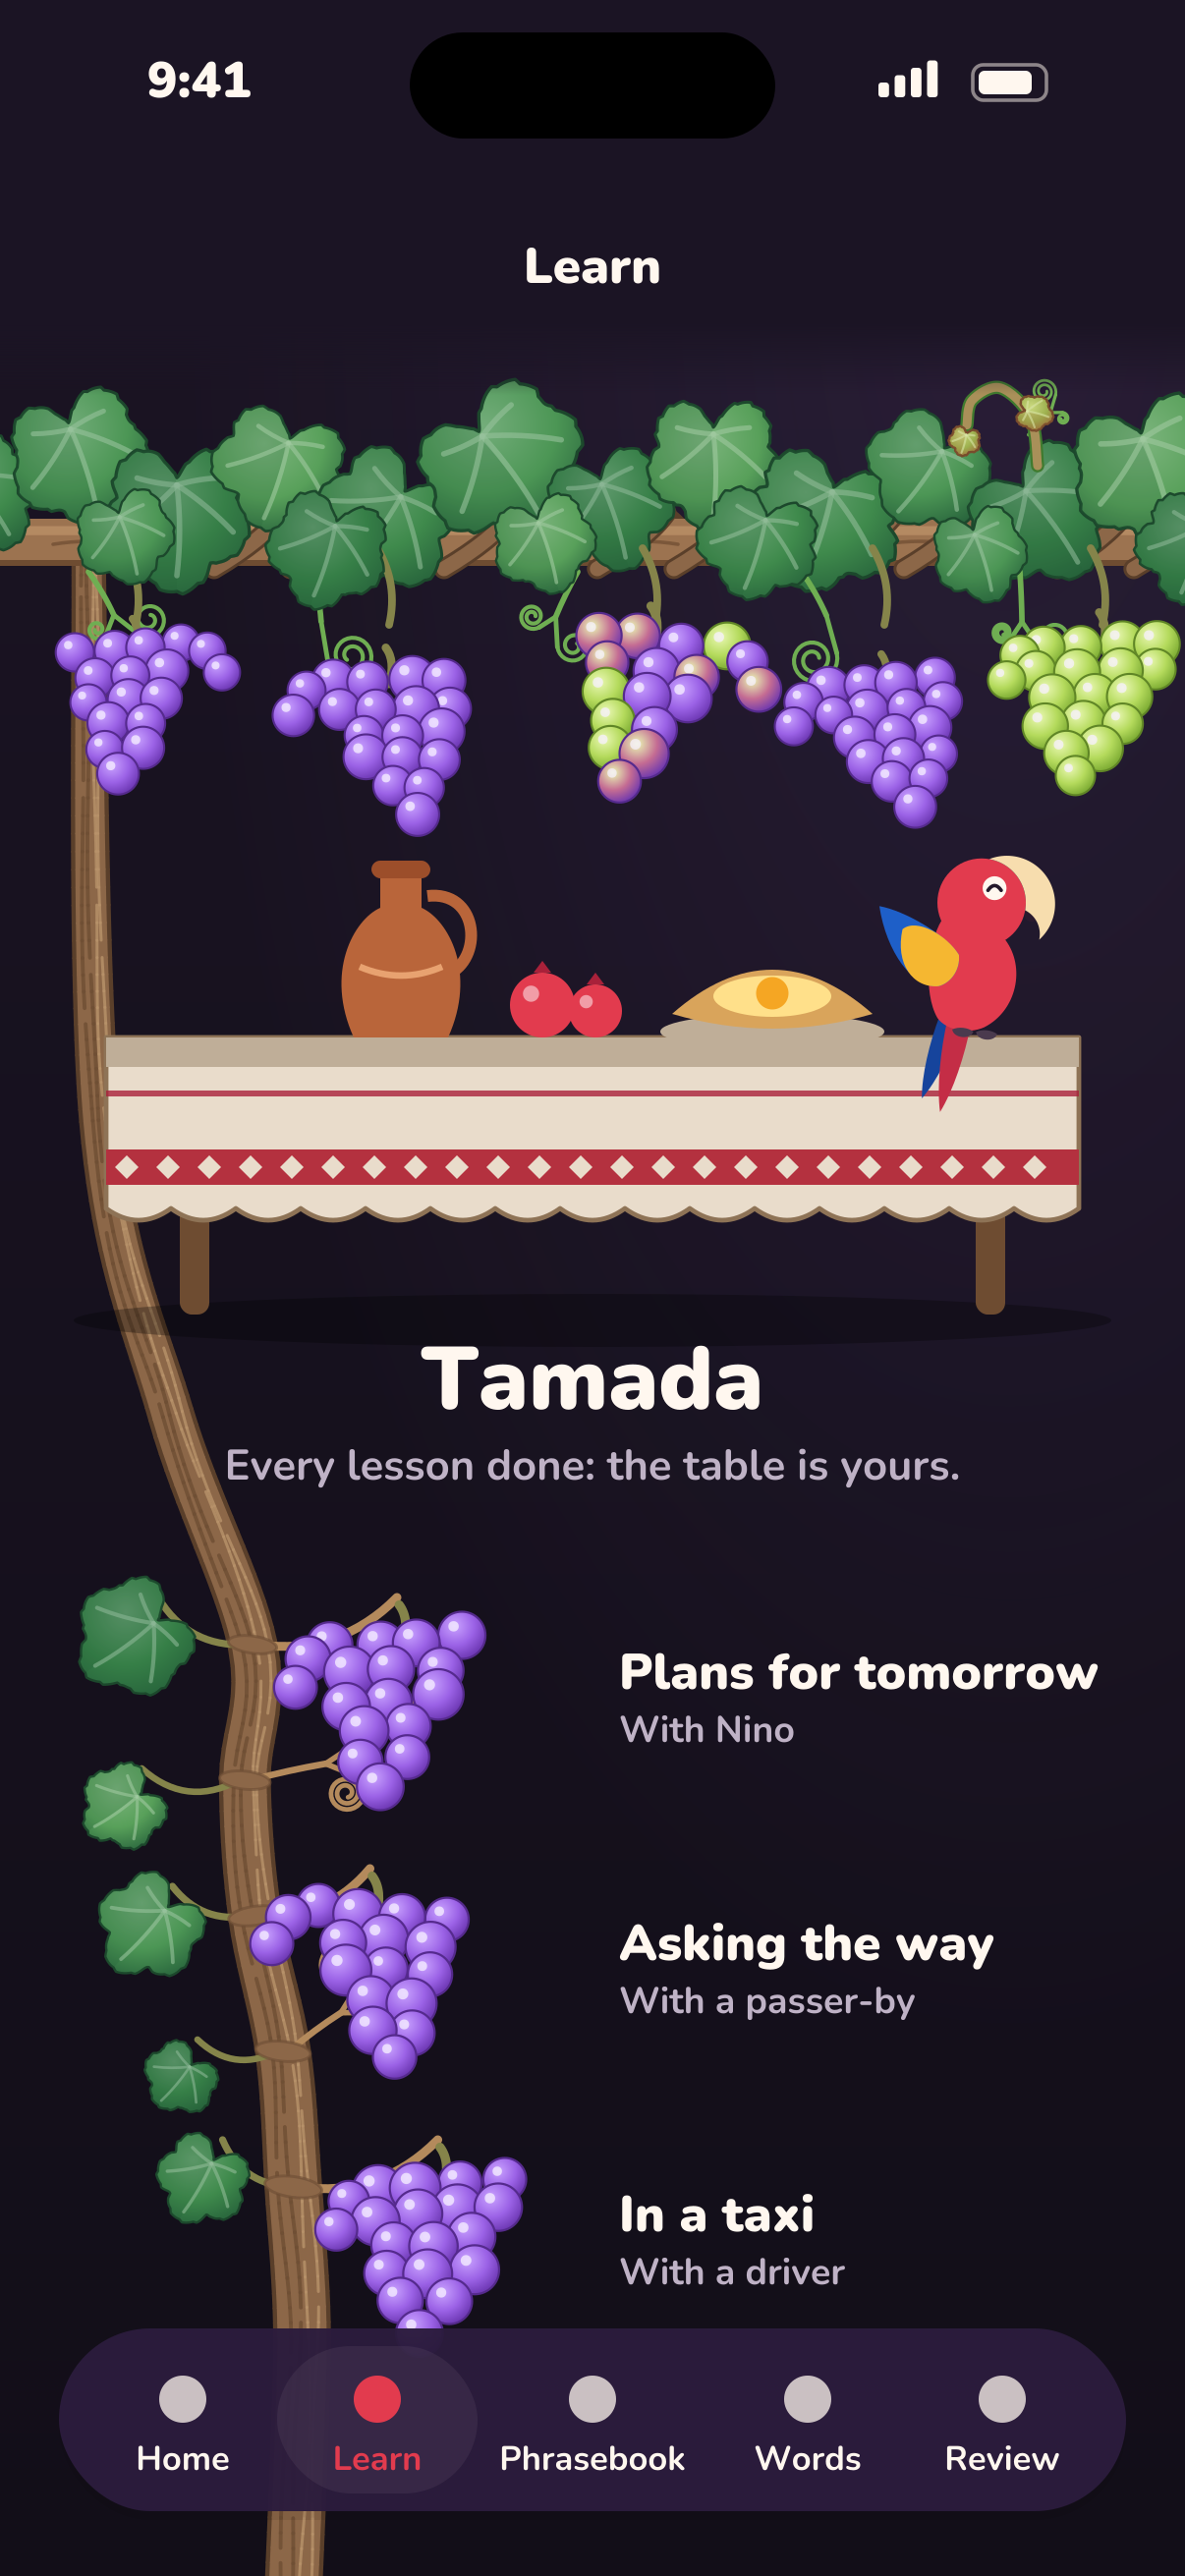 9:41
Learn
Tamada
Every lesson done: the table is yours.
Plans for tomorrow
With Nino
Asking the way
With a passer-by
In a taxi
With a driver
Home Learn Phrasebook Words Review